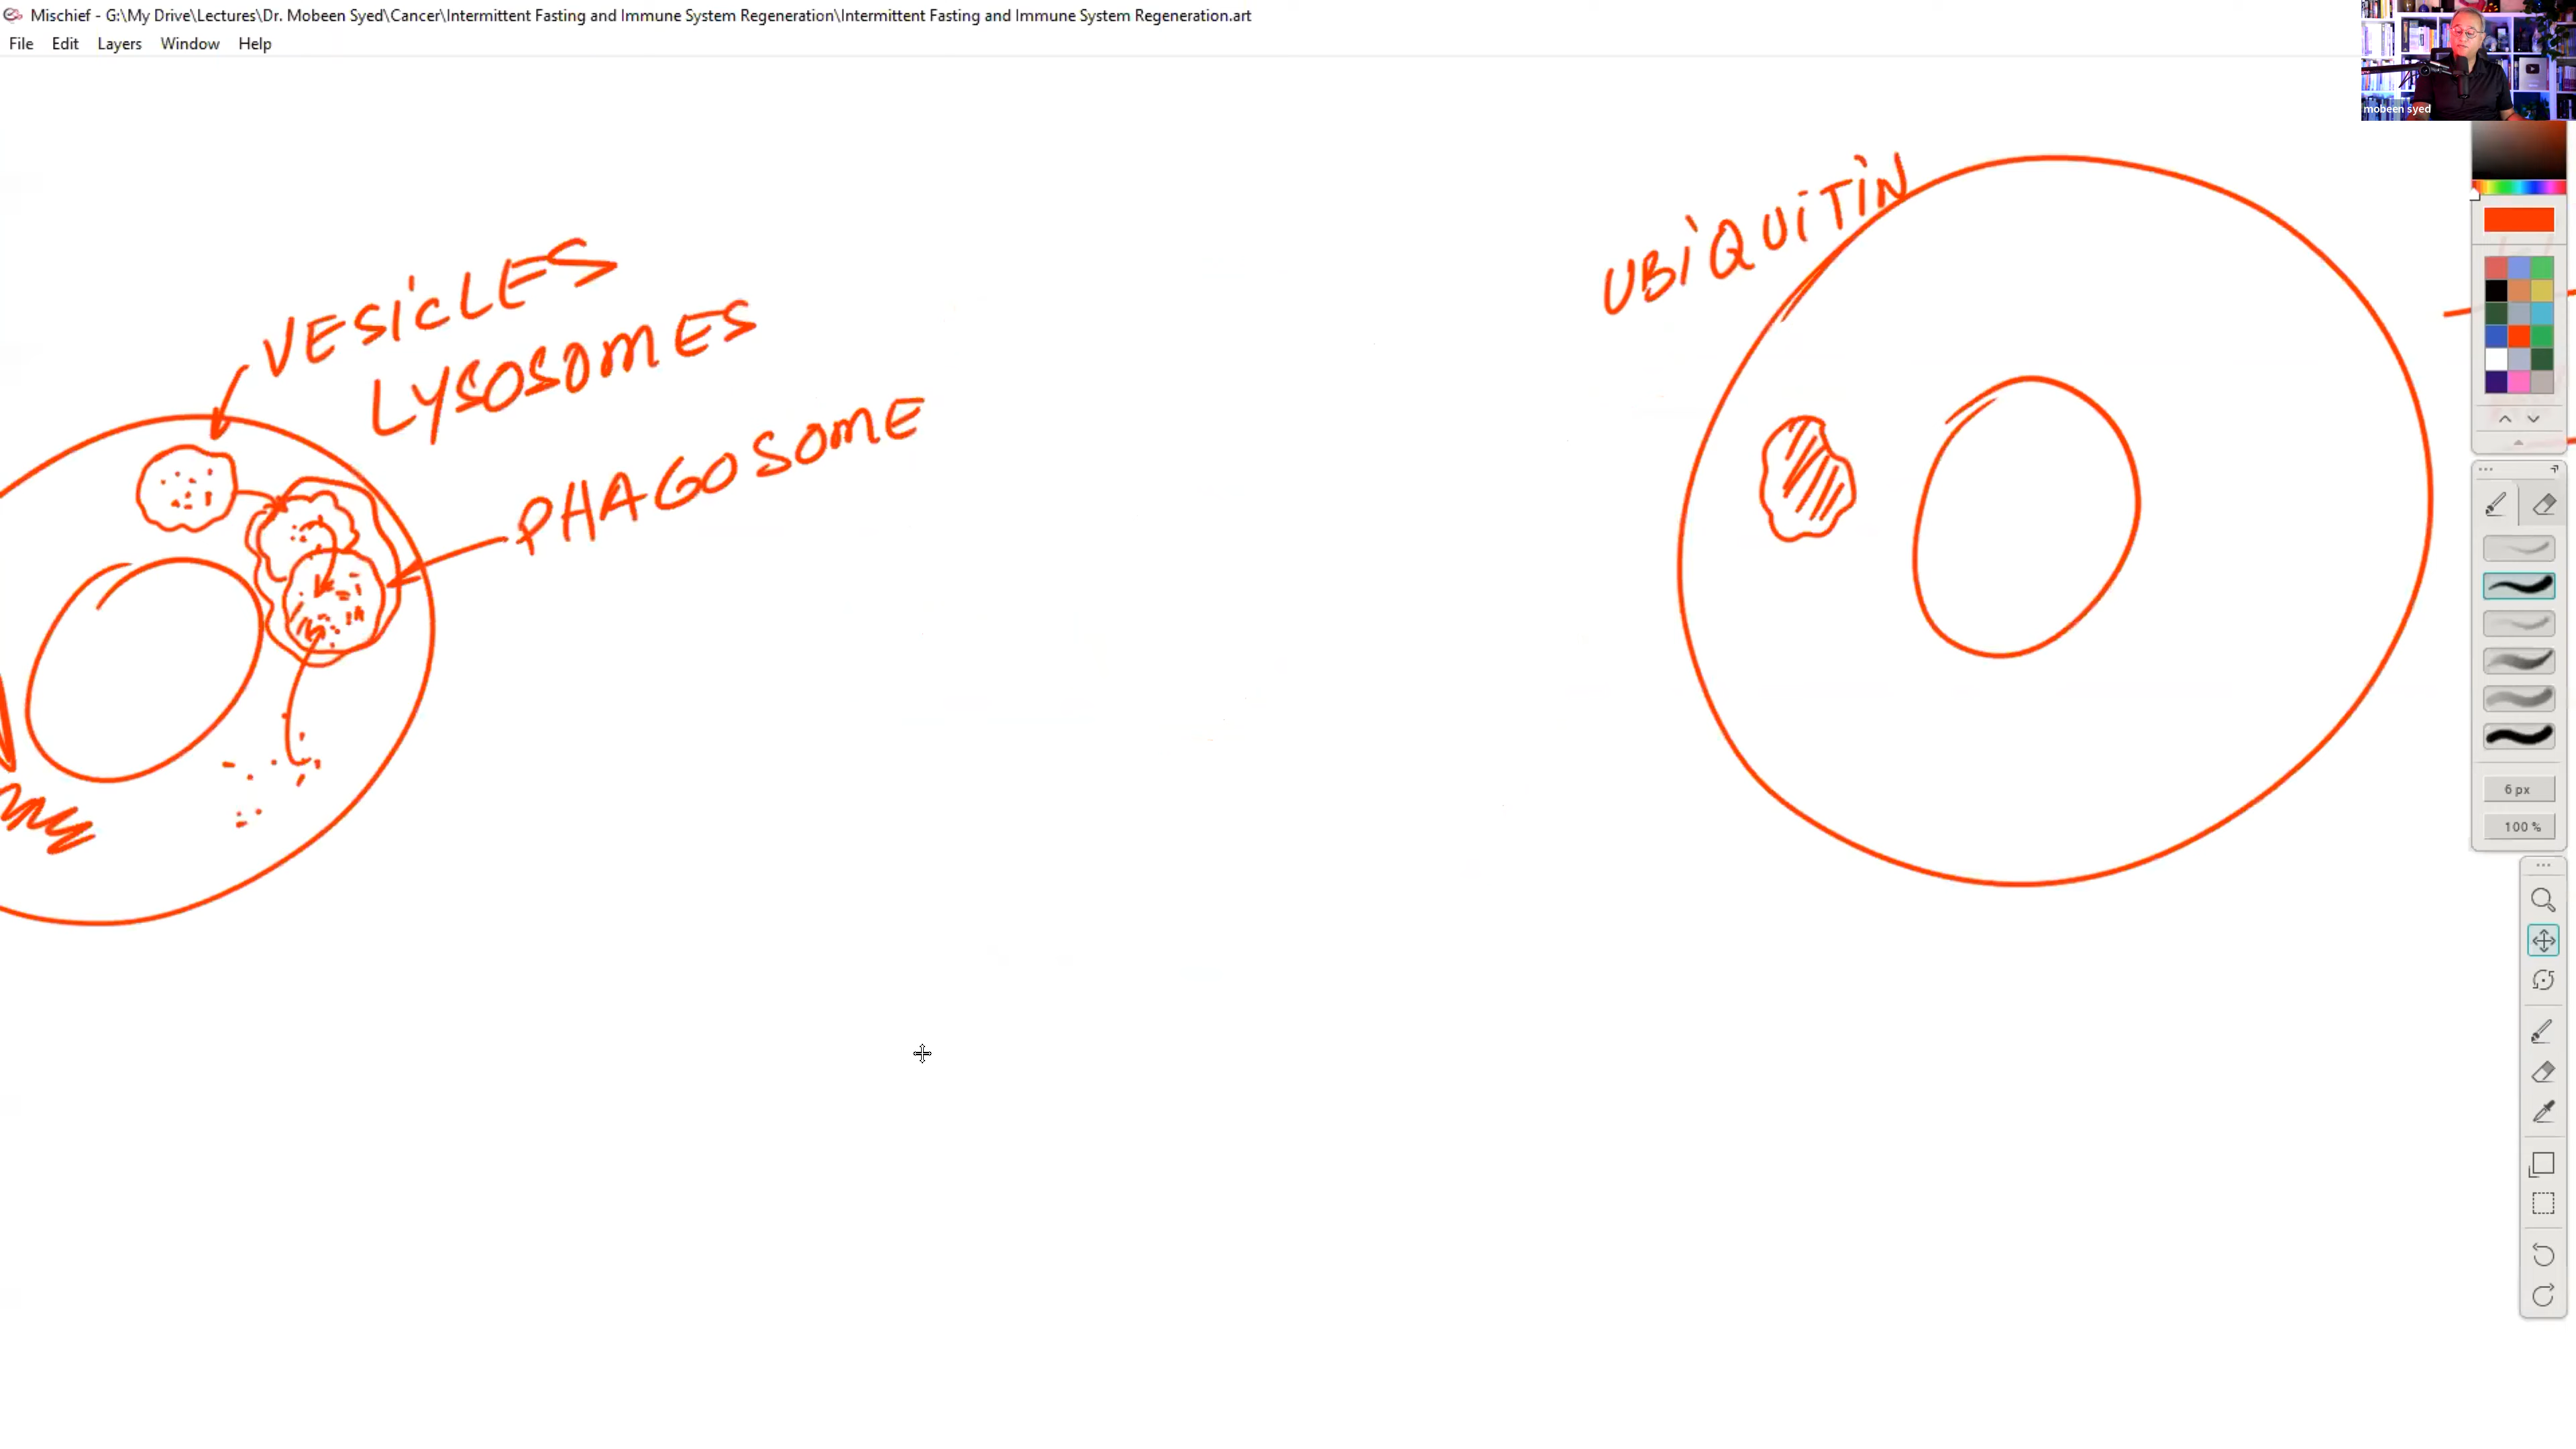 Mischief - G:\My Drive\Lectures\Dr. Mobeen Syed\Cancer\Intermittent Fasting and Immune System Regeneration\Intermittent Fasting and Immune System Regeneration.art
File Edit Layers Window Help
mobeen syed
UBIQUITIN
VESICLES
LYSOSOMES
PHAGOSOME
6 px
100 %